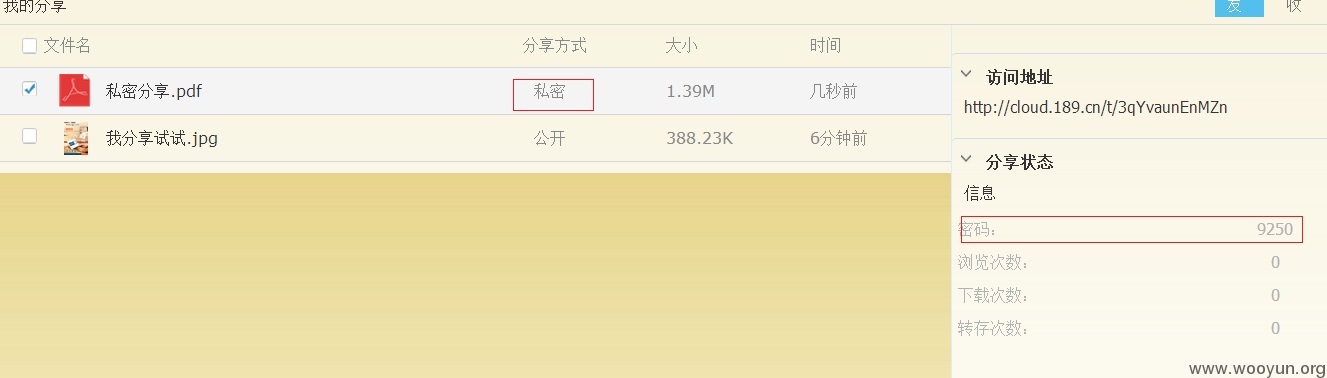 我的分享 发 收
文件名 分享方式 大小 时间
私密分享.pdf 私密 1.39M 几秒前
我分享试试.jpg 公开 388.23K 6分钟前
访问地址
http://cloud.189.cn/t/3qYvaunEnMZn
分享状态
信息
密码： 9250
浏览次数： 0
下载次数： 0
转存次数： 0
www.wooyun.org